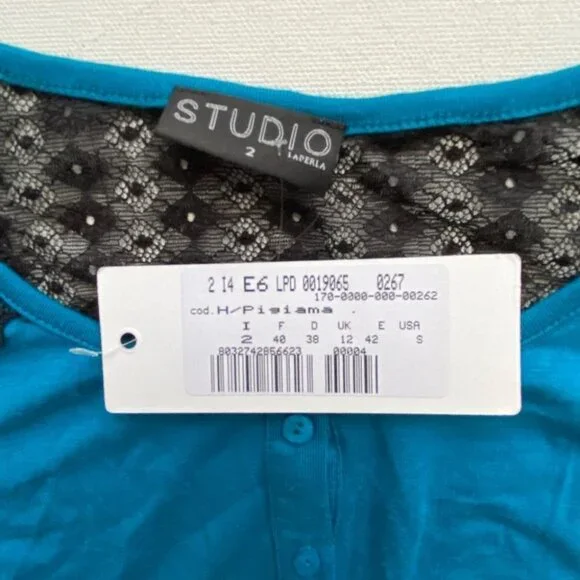 STUDIO
2 LAPERLA
2 I4 E6 LPD 0019065 0267
170-0000-000-00262
cod. H/Pigiama .
I F D UK E USA
2 40 38 12 42 S
8032742856623 00004